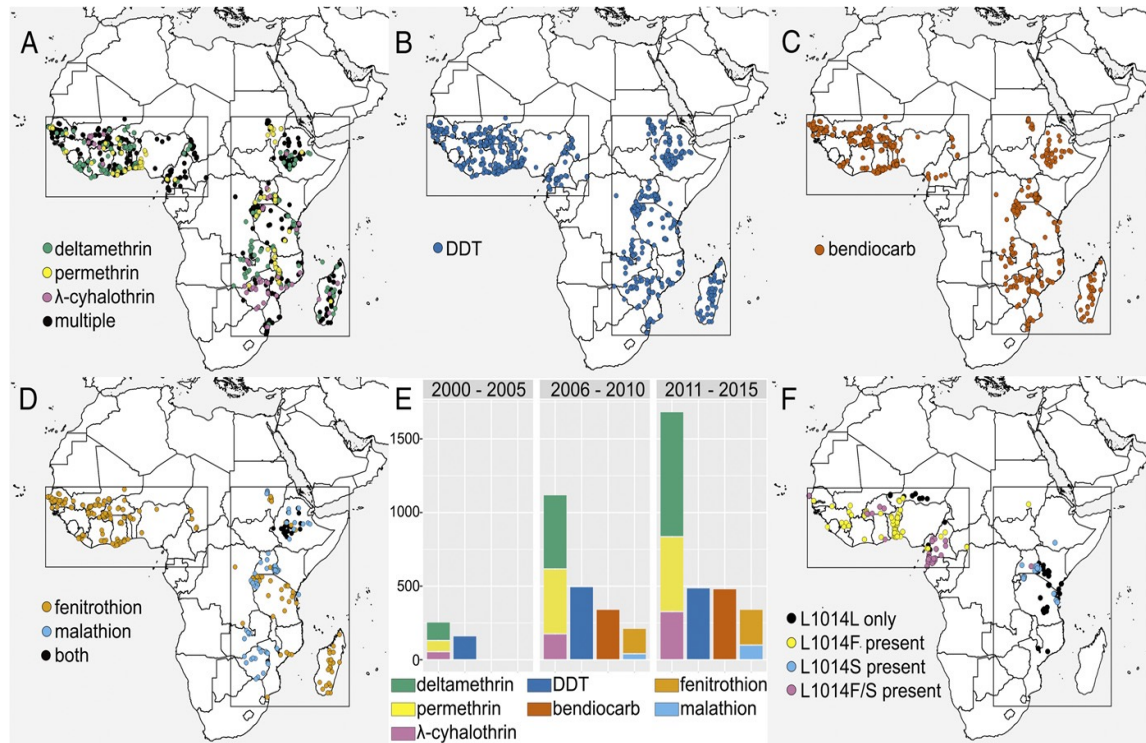 A
deltamethrin
permethrin
λ-cyhalothrin
multiple
B
DDT
C
bendiocarb
D
fenitrothion
malathion
both
E
2000 - 2005
2006 - 2010
2011 - 2015
1500
1000
500
0
deltamethrin
DDT
fenitrothion
permethrin
bendiocarb
malathion
λ-cyhalothrin
F
L1014L only
L1014F present
L1014S present
L1014F/S present